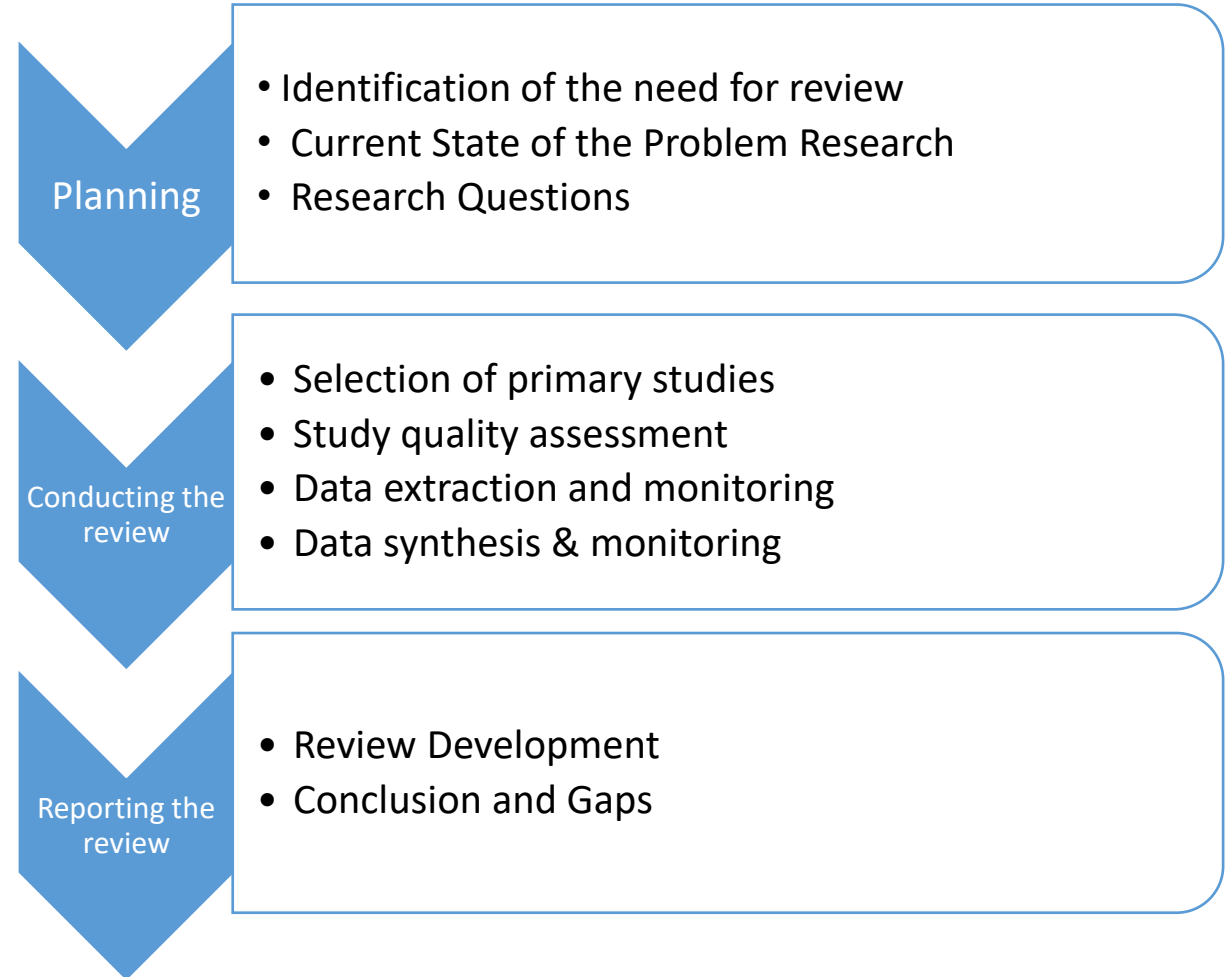 Planning
• Identification of the need for review
• Current State of the Problem Research
• Research Questions
Conducting the
review
• Selection of primary studies
• Study quality assessment
• Data extraction and monitoring
• Data synthesis & monitoring
Reporting the
review
• Review Development
• Conclusion and Gaps